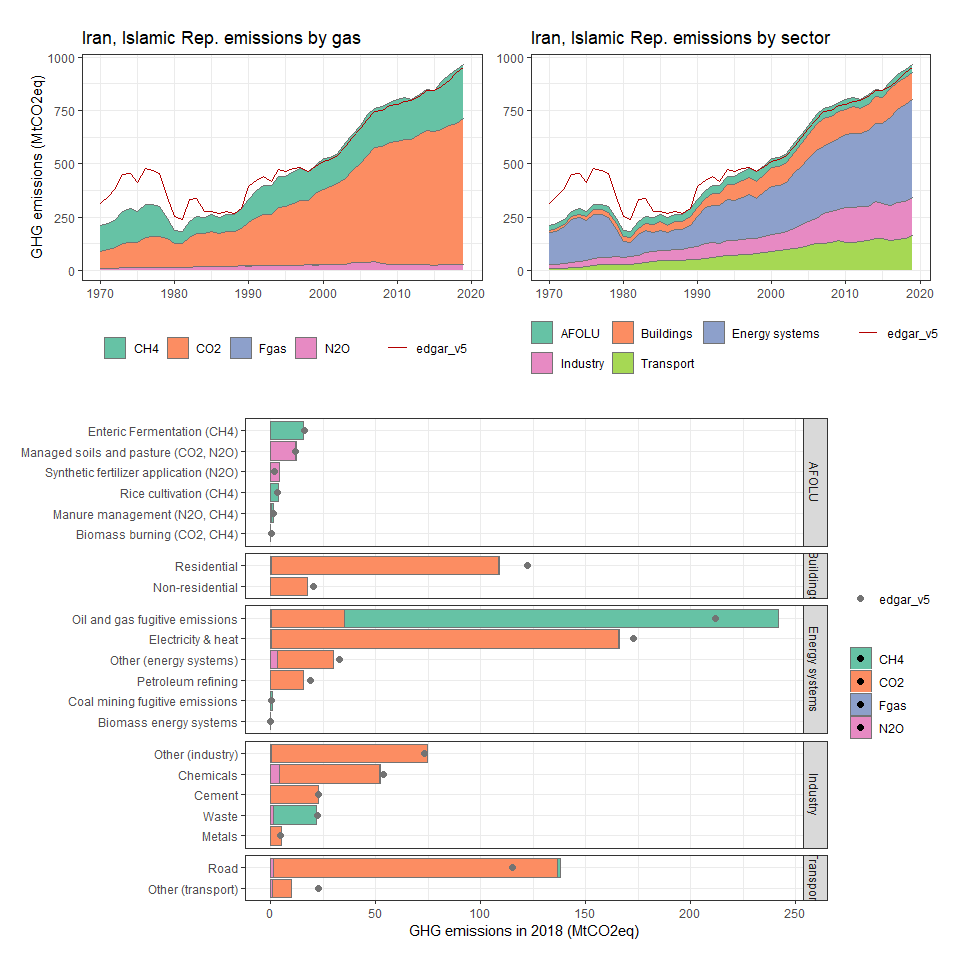 Iran, Islamic Rep. emissions by gas
GHG emissions (MtCO2eq)
1000
750
500
250
0
1970 1980 1990 2000 2010 2020
CH4 CO2 Fgas N2O edgar_v5
Iran, Islamic Rep. emissions by sector
1000
750
500
250
0
1970 1980 1990 2000 2010 2020
AFOLU Buildings Energy systems edgar_v5
Industry Transport
Enteric Fermentation (CH4)
Managed soils and pasture (CO2, N2O)
Synthetic fertilizer application (N2O)
Rice cultivation (CH4)
Manure management (N2O, CH4)
Biomass burning (CO2, CH4)
AFOLU
Residential
Non-residential
Buildings
Oil and gas fugitive emissions
Electricity & heat
Other (energy systems)
Petroleum refining
Coal mining fugitive emissions
Biomass energy systems
Energy systems
Other (industry)
Chemicals
Cement
Waste
Metals
Industry
Road
Other (transport)
Transport
0 50 100 150 200 250
GHG emissions in 2018 (MtCO2eq)
edgar_v5
CH4
CO2
Fgas
N2O